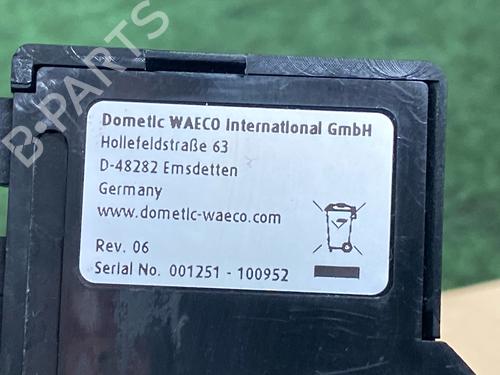 B-PARTS
Dometic WAECO International GmbH
Hollefeldstraße 63
D-48282 Emsdetten
Germany
www.dometic-waeco.com
Rev. 06
Serial No. 001251 - 100952